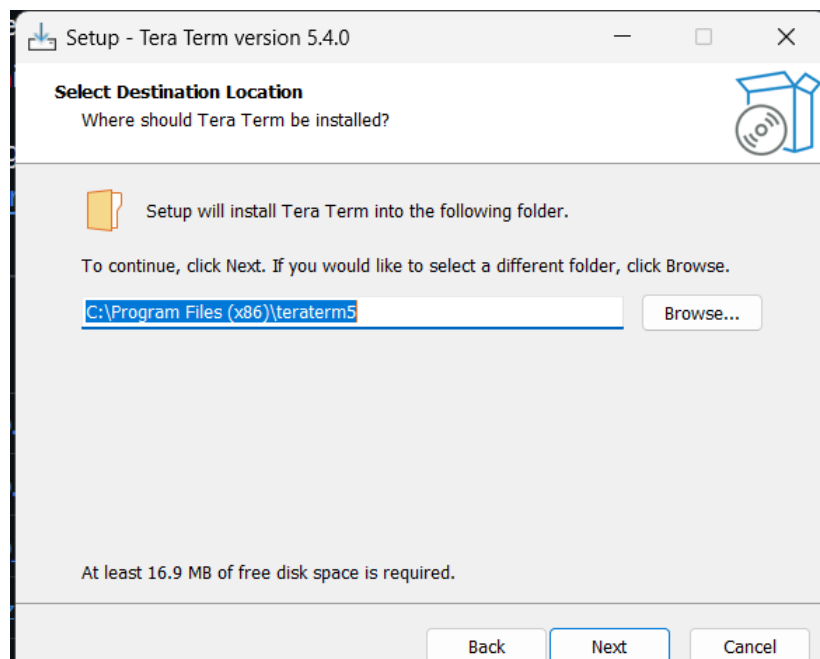 Setup - Tera Term version 5.4.0
Select Destination Location
Where should Tera Term be installed?
Setup will install Tera Term into the following folder.
To continue, click Next. If you would like to select a different folder, click Browse.
C:\Program Files (x86)\teraterm5
Browse...
At least 16.9 MB of free disk space is required.
Back
Next
Cancel